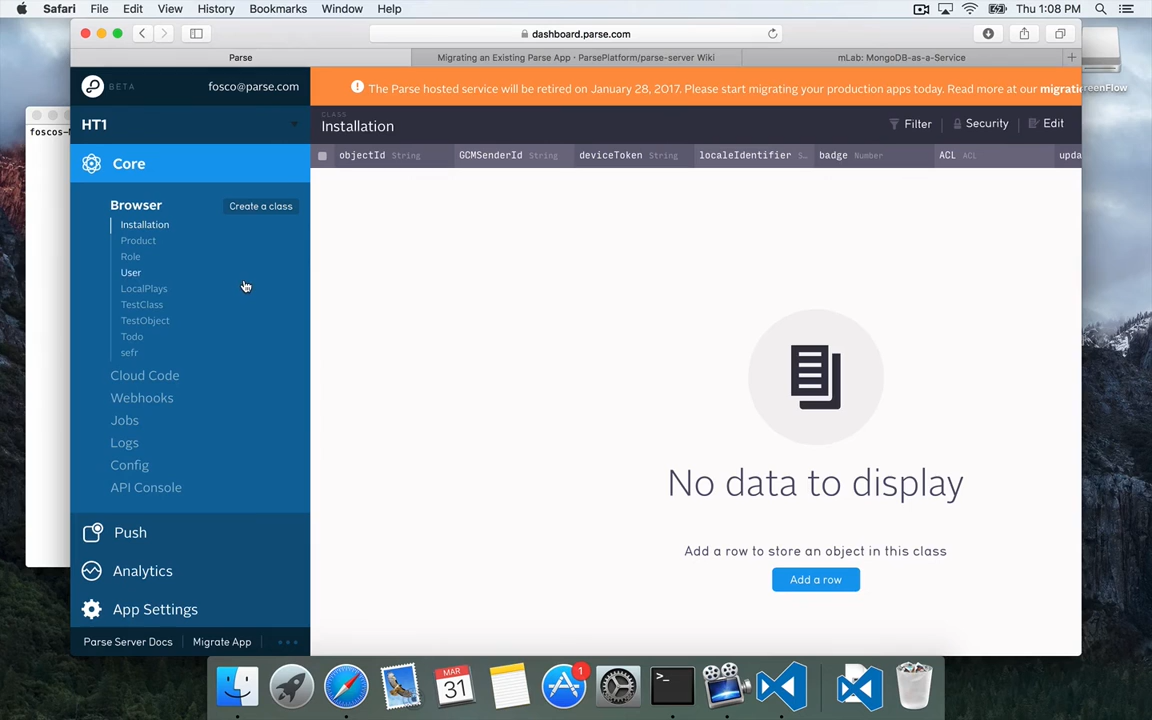 Safari File Edit View History Bookmarks Window Help Thu 1:08 PM
dashboard.parse.com
Parse Migrating an Existing Parse App · ParsePlatform/parse-server Wiki mLab: MongoDB-as-a-Service
BETA fosco@parse.com
The Parse hosted service will be retired on January 28, 2017. Please start migrating your production apps today. Read more at our
HT1
CLASS
Installation
Filter Security Edit
Core
objectId String GCMSenderId String deviceToken String localeIdentifier S... badge Number ACL ACL
Browser Create a class
Installation
Product
Role
User
LocalPlays
TestClass
TestObject
Todo
sefr
Cloud Code
Webhooks
Jobs
Logs
Config
API Console
Push
Analytics
App Settings
Parse Server Docs Migrate App
No data to display
Add a row to store an object in this class
Add a row
MAR
31
1